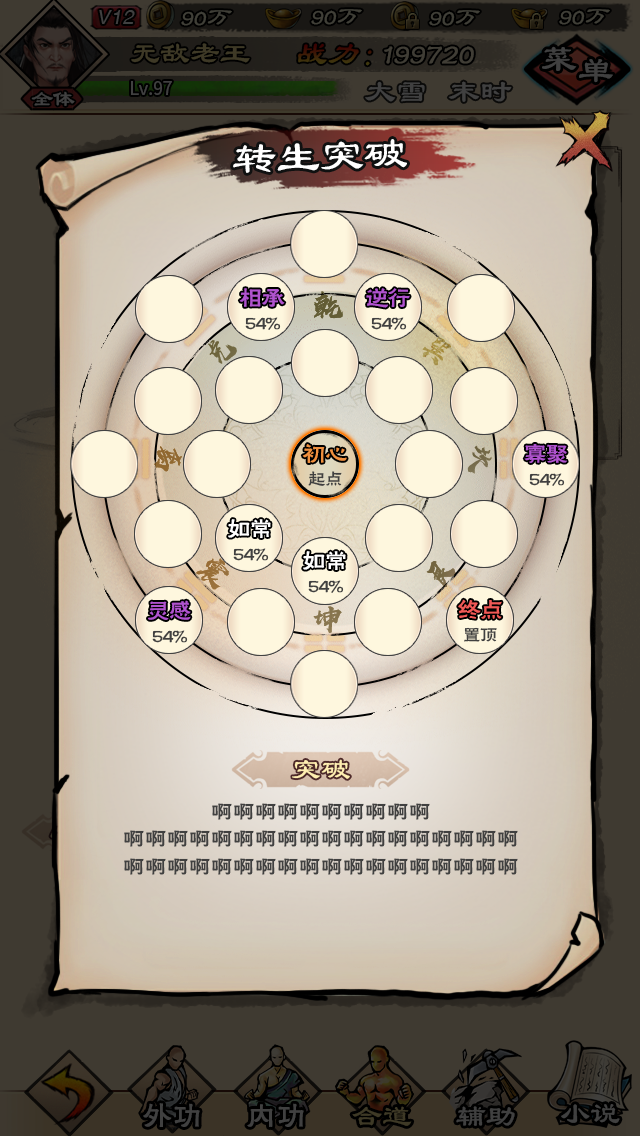 V12 90万 90万 90万 90万
无敌老王 战力：199720
菜单
全体 Lv.97 大雪 末时
转生突破
相承 54%
逆行 54%
乾
兑
巽
初心 起点
坎
寡聚 54%
如常 54%
如常 54%
震
艮
灵感 54%
坤
终点 置顶
突破
啊啊啊啊啊啊啊啊啊啊
啊啊啊啊啊啊啊啊啊啊啊啊啊啊啊啊啊啊
啊啊啊啊啊啊啊啊啊啊啊啊啊啊啊啊啊啊
外功 内功 合道 辅助 小说